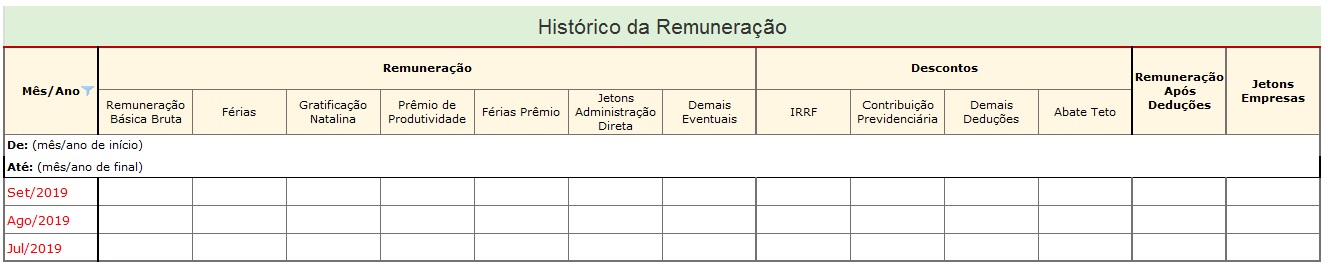 Histórico da Remuneração
Mês/Ano
Remuneração
Descontos
Remuneração
Após
Deduções
Jetons
Empresas
Remuneração
Básica Bruta
Férias
Gratificação
Natalina
Prêmio de
Produtividade
Férias Prêmio
Jetons
Administração
Direta
Demais
Eventuais
IRRF
Contribuição
Previdenciária
Demais
Deduções
Abate Teto
De: (mês/ano de início)
Até: (mês/ano de final)
Set/2019
Ago/2019
Jul/2019